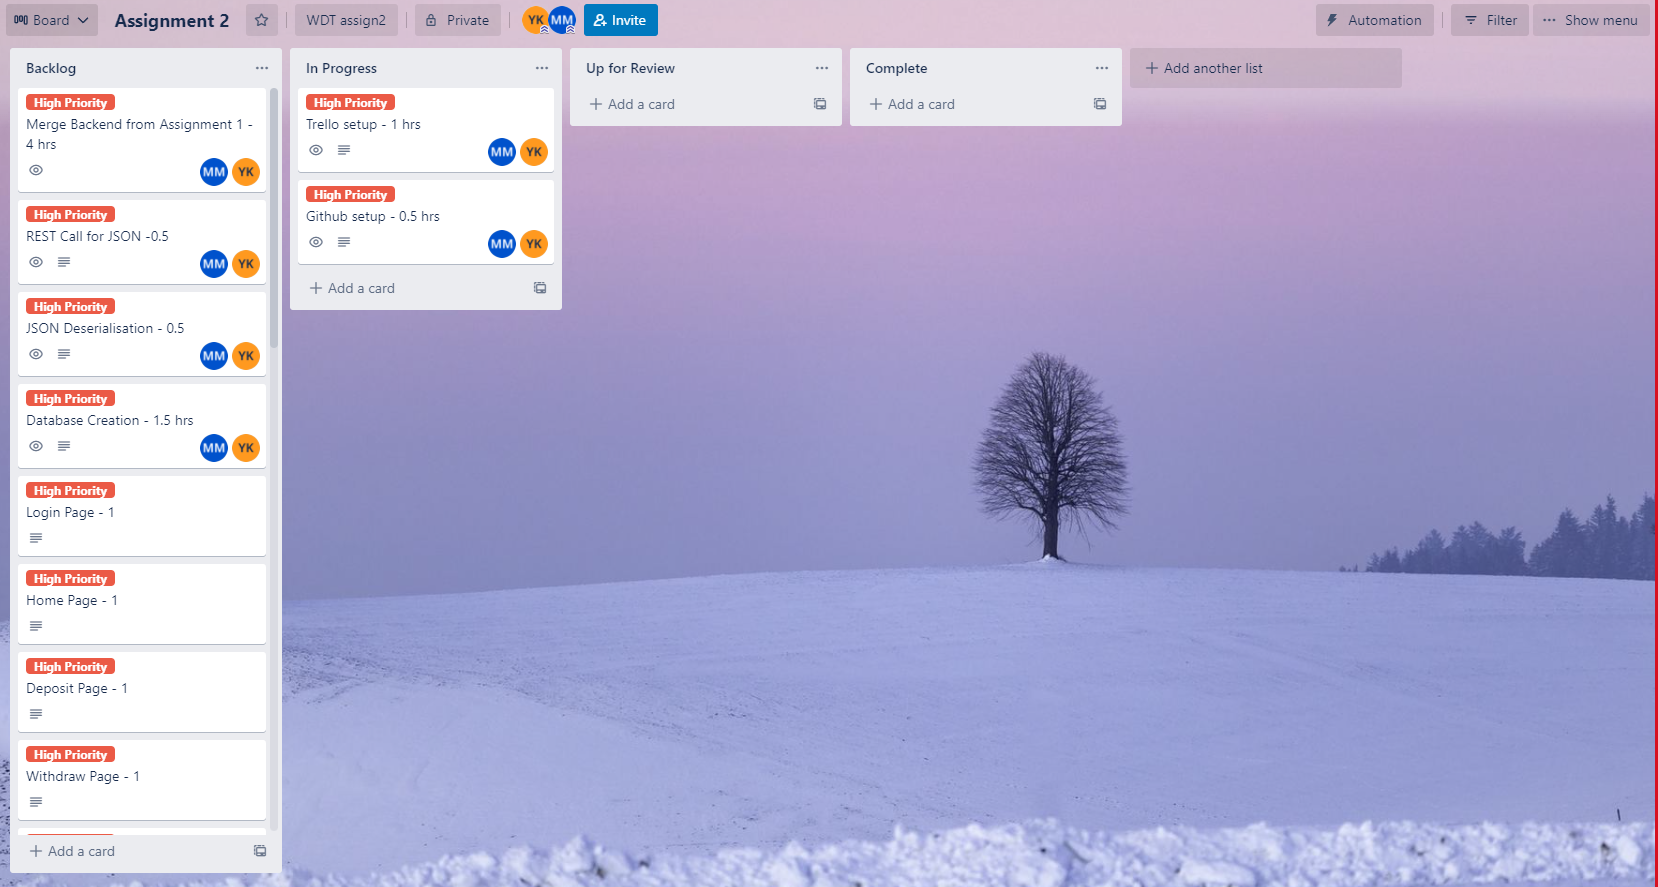 Board
Assignment 2
WDT assign2
Private
YK
MM
Invite
Automation
Filter
Show menu
Backlog
High Priority
Merge Backend from Assignment 1 -
4 hrs
MM
YK
High Priority
REST Call for JSON -0.5
MM
YK
High Priority
JSON Deserialisation - 0.5
MM
YK
High Priority
Database Creation - 1.5 hrs
MM
YK
High Priority
Login Page - 1
High Priority
Home Page - 1
High Priority
Deposit Page - 1
High Priority
Withdraw Page - 1
+ Add a card
In Progress
High Priority
Trello setup - 1 hrs
MM
YK
High Priority
Github setup - 0.5 hrs
MM
YK
+ Add a card
Up for Review
+ Add a card
Complete
+ Add a card
+ Add another list